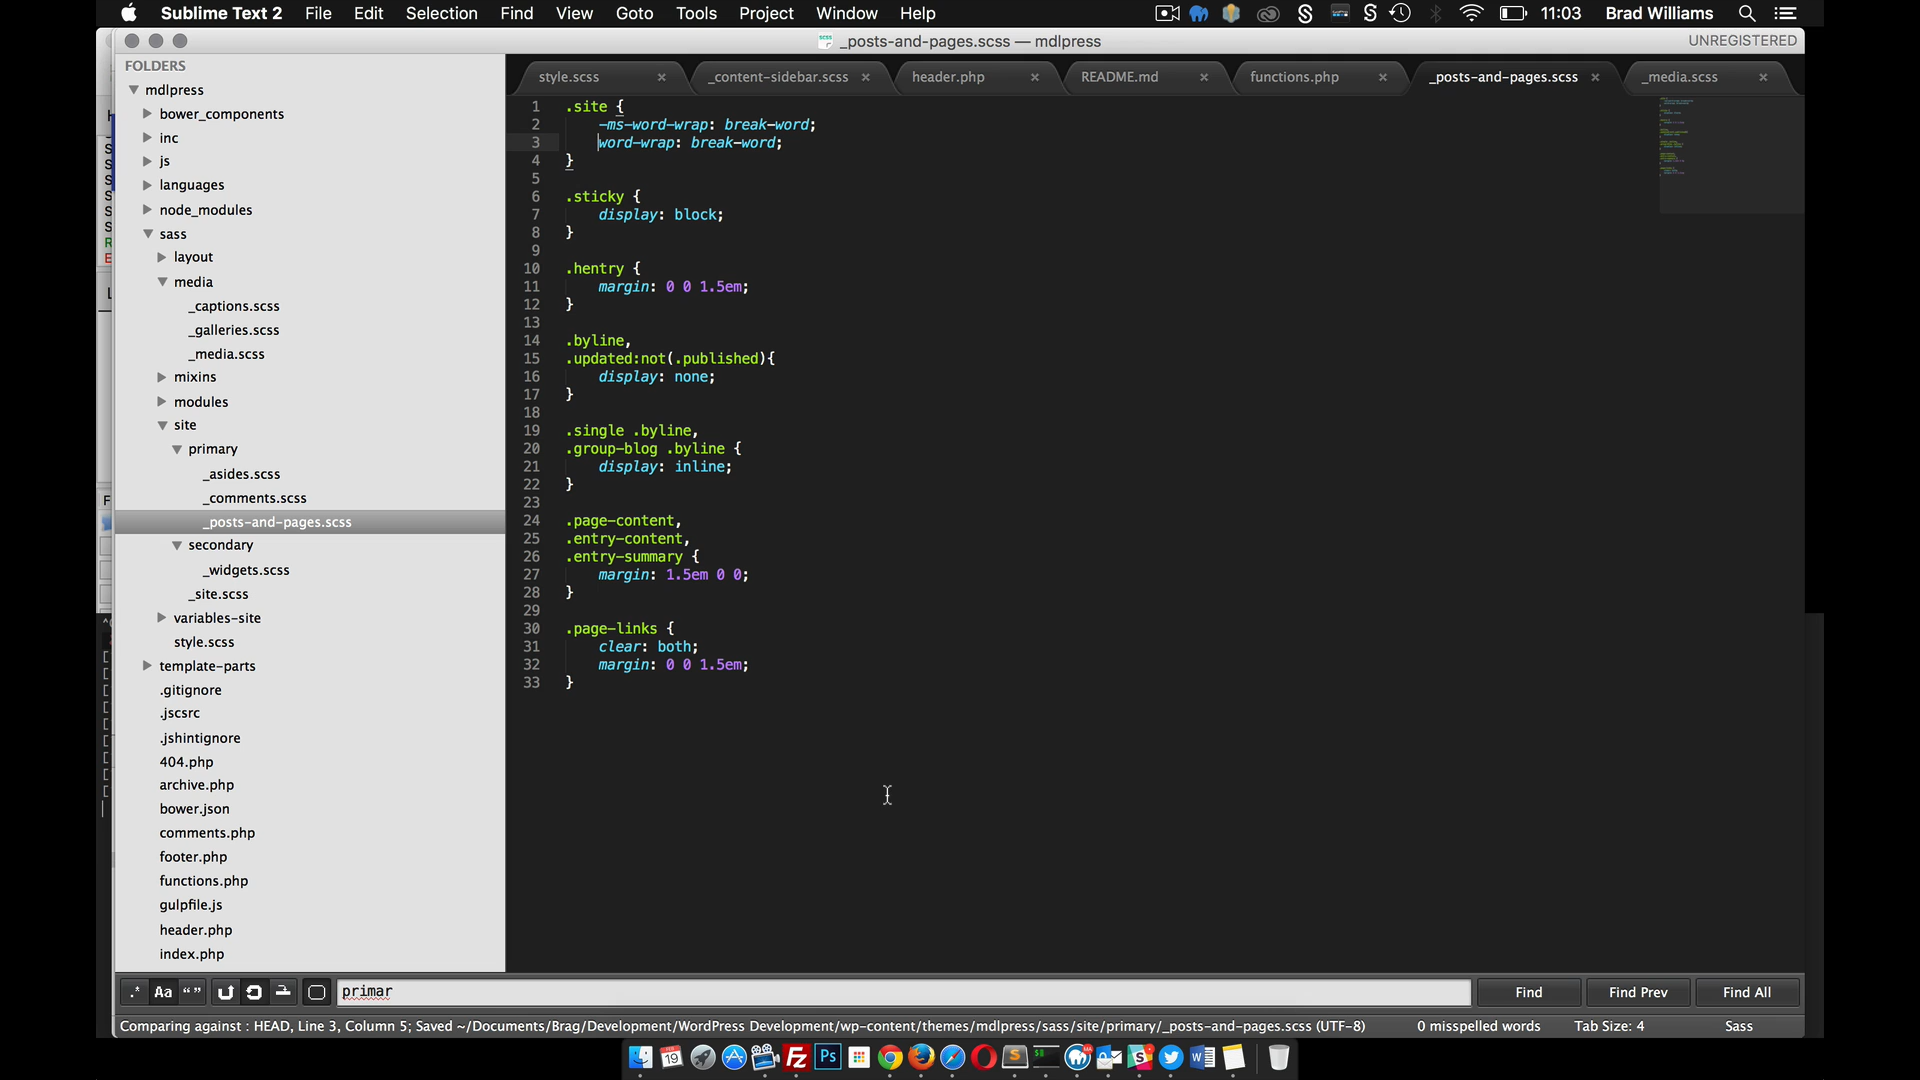 Sublime Text 2 File Edit Selection Find View Goto Tools Project Window Help 11:03 Brad Williams
_posts-and-pages.scss — mdlpress UNREGISTERED
FOLDERS
mdlpress
bower_components
inc
js
languages
node_modules
sass
layout
media
_captions.scss
_galleries.scss
_media.scss
mixins
modules
site
primary
_asides.scss
_comments.scss
_posts-and-pages.scss
secondary
_widgets.scss
_site.scss
variables-site
style.scss
template-parts
.gitignore
.jscsrc
.jshintignore
404.php
archive.php
bower.json
comments.php
footer.php
functions.php
gulpfile.js
header.php
index.php
style.scss × _content-sidebar.scss × header.php × README.md × functions.php × _posts-and-pages.scss × _media.scss ×
1 .site {
2 -ms-word-wrap: break-word;
3 word-wrap: break-word;
4 }
5
6 .sticky {
7 display: block;
8 }
9
10 .hentry {
11 margin: 0 0 1.5em;
12 }
13
14 .byline,
15 .updated:not(.published){
16 display: none;
17 }
18
19 .single .byline,
20 .group-blog .byline {
21 display: inline;
22 }
23
24 .page-content,
25 .entry-content,
26 .entry-summary {
27 margin: 1.5em 0 0;
28 }
29
30 .page-links {
31 clear: both;
32 margin: 0 0 1.5em;
33 }
.* Aa “ ” primar Find Find Prev Find All
Comparing against : HEAD, Line 3, Column 5; Saved ~/Documents/Brag/Development/WordPress Development/wp-content/themes/mdlpress/sass/site/primary/_posts-and-pages.scss (UTF-8) 0 misspelled words Tab Size: 4 Sass
19 Fz Ps S W